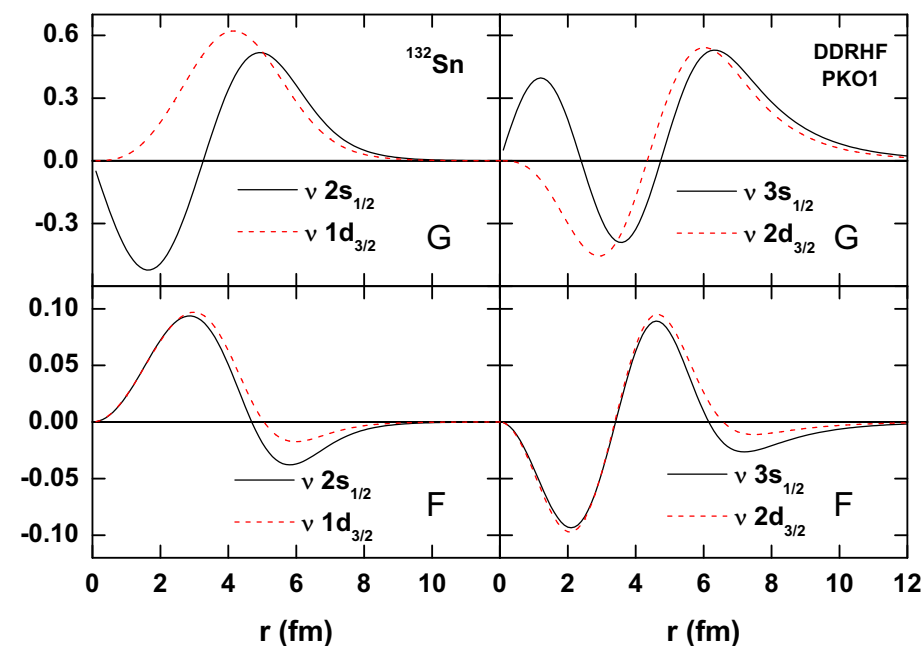 0.6
0.3
0.0
-0.3
¹³²Sn
ν 2s₁/₂
ν 1d₃/₂
G
DDRHF
PKO1
ν 3s₁/₂
ν 2d₃/₂
G
0.10
0.05
0.00
-0.05
-0.10
ν 2s₁/₂
ν 1d₃/₂
F
ν 3s₁/₂
ν 2d₃/₂
F
0 2 4 6 8 10 0 2 4 6 8 10 12
r (fm) r (fm)